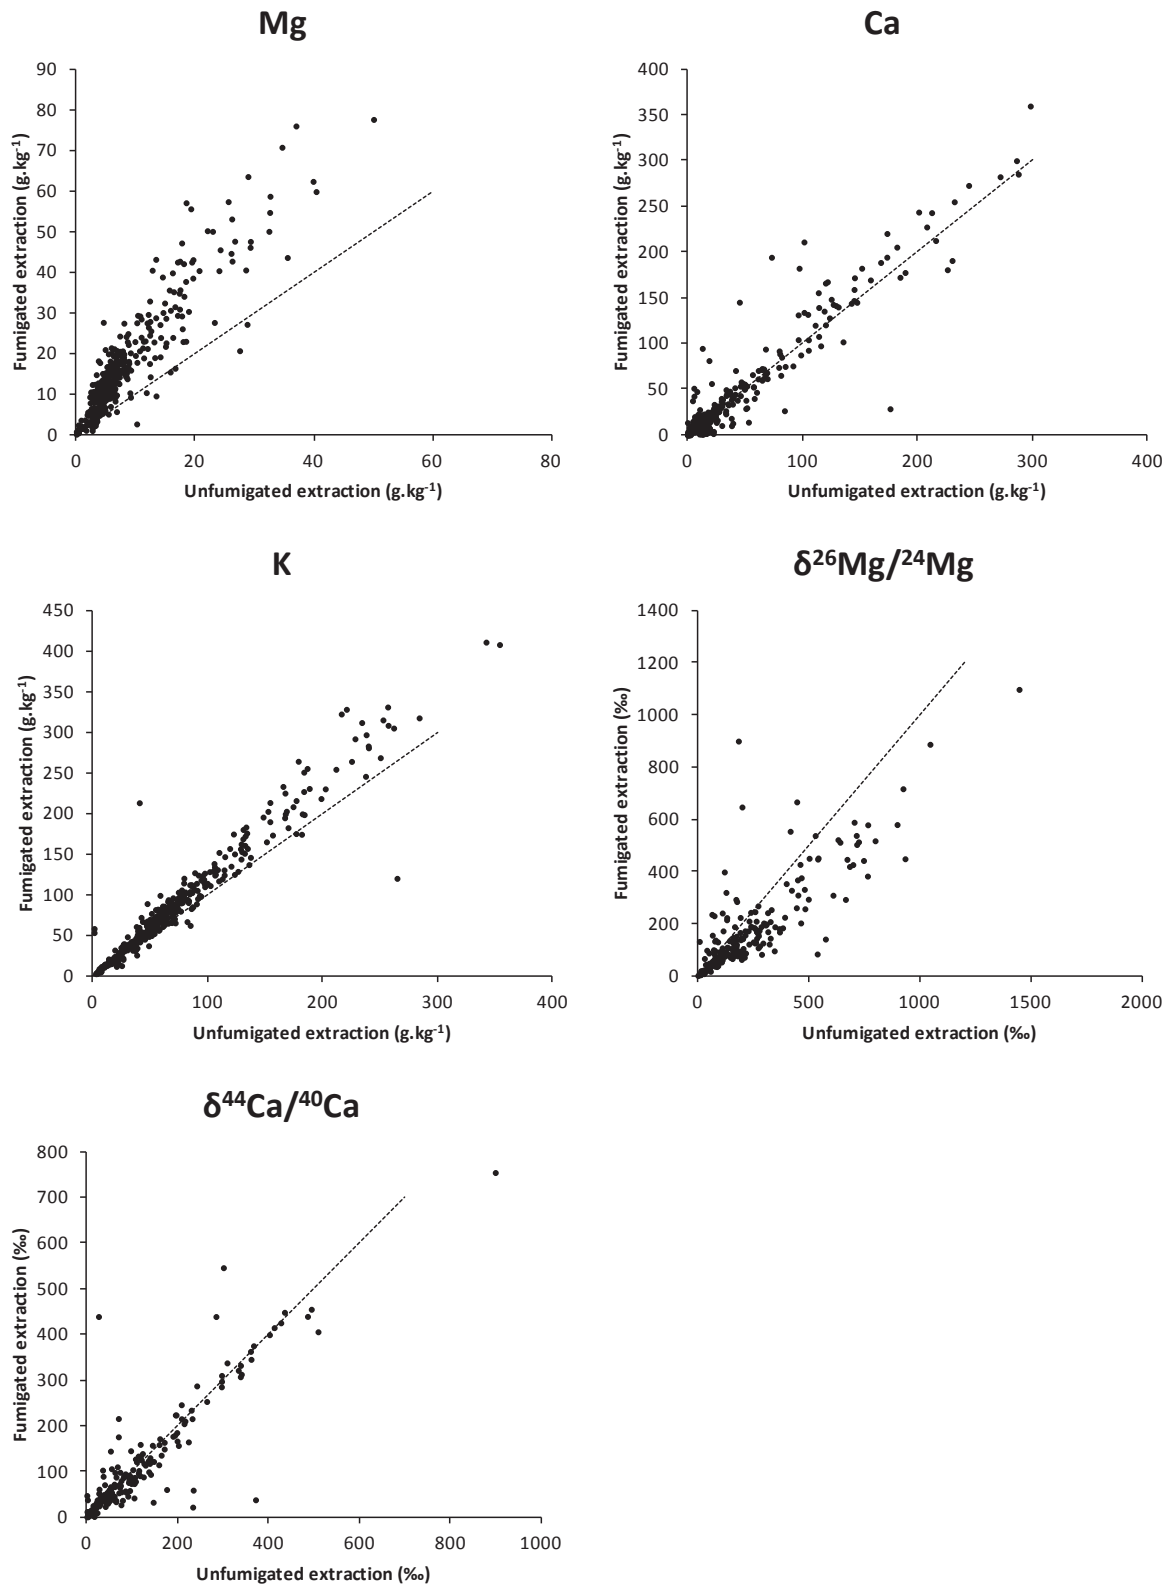 Mg
Fumigated extraction (g.kg⁻¹)
90
80
70
60
50
40
30
20
10
0
0 20 40 60 80
Unfumigated extraction (g.kg⁻¹)
Ca
Fumigated extraction (g.kg⁻¹)
400
350
300
250
200
150
100
50
0
0 100 200 300 400
Unfumigated extraction (g.kg⁻¹)
K
Fumigated extraction (g.kg⁻¹)
450
400
350
300
250
200
150
100
50
0
0 100 200 300 400
Unfumigated extraction (g.kg⁻¹)
δ²⁶Mg/²⁴Mg
Fumigated extraction (‰)
1400
1200
1000
800
600
400
200
0
0 500 1000 1500 2000
Unfumigated extraction (‰)
δ⁴⁴Ca/⁴⁰Ca
Fumigated extraction (‰)
800
700
600
500
400
300
200
100
0
0 200 400 600 800 1000
Unfumigated extraction (‰)